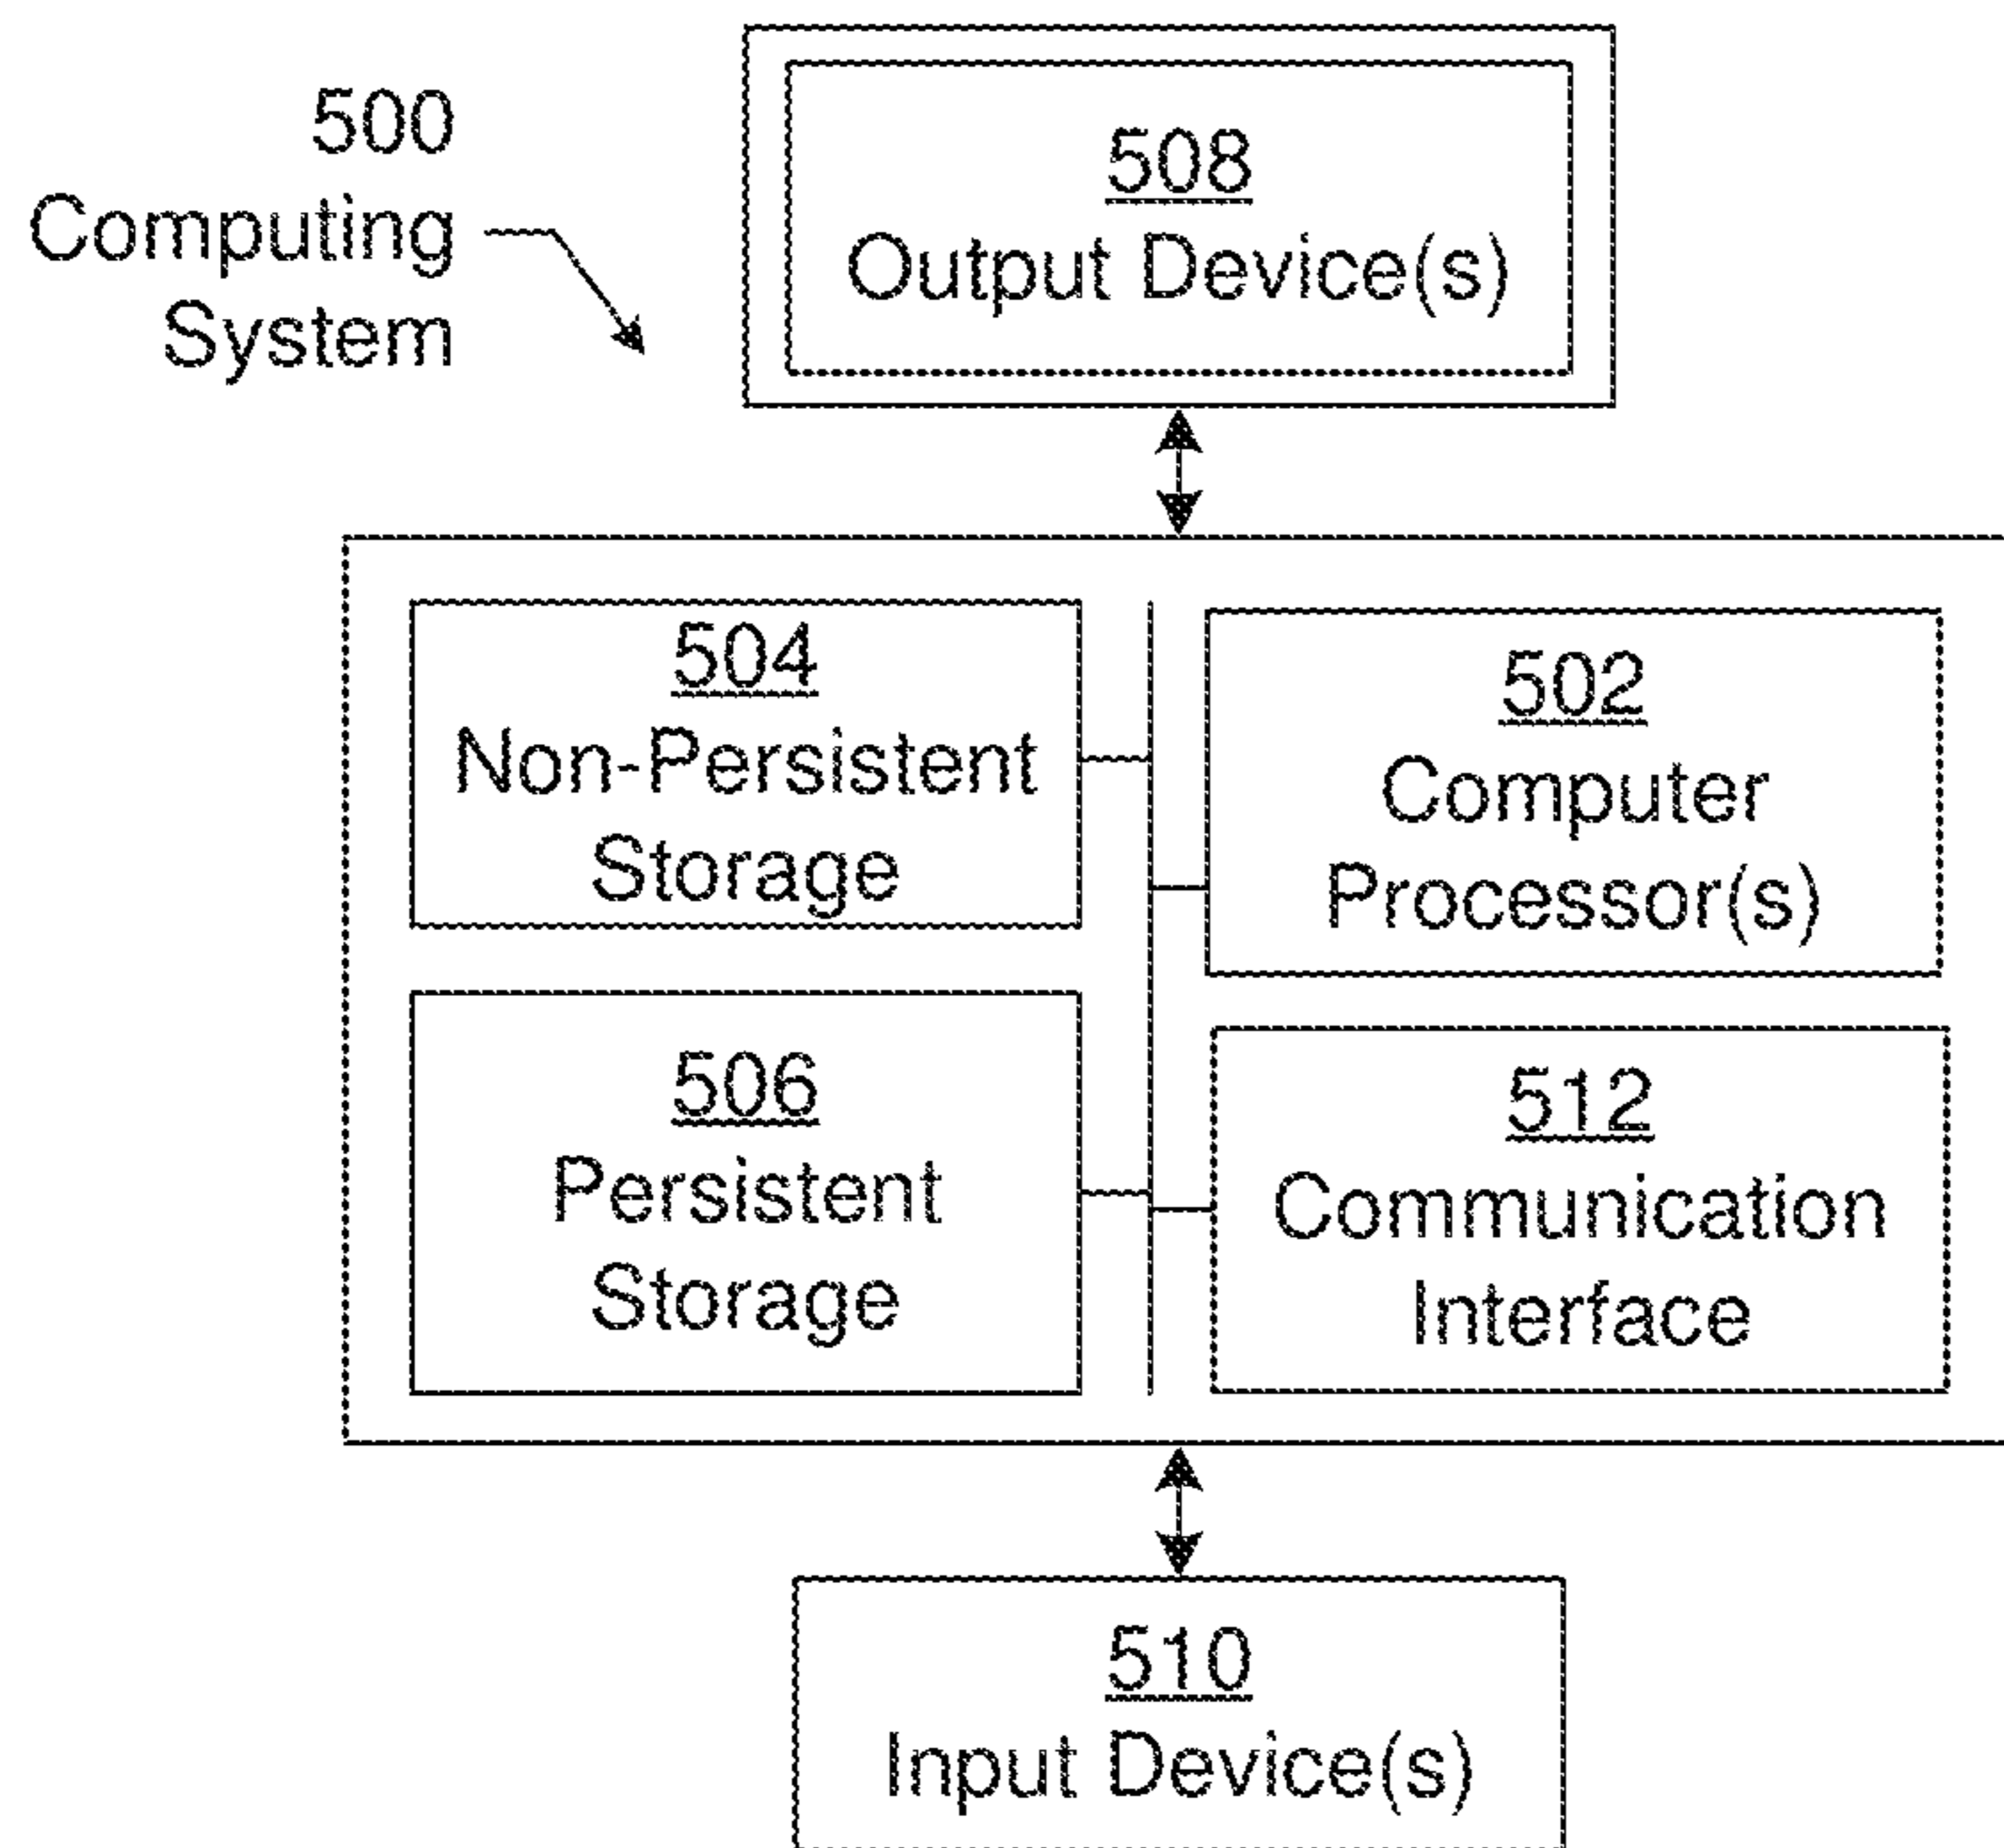 500
Computing
System
508
Output Device(s)
504
Non-Persistent
Storage
502
Computer
Processor(s)
506
Persistent
Storage
512
Communication
Interface
510
Input Device(s)